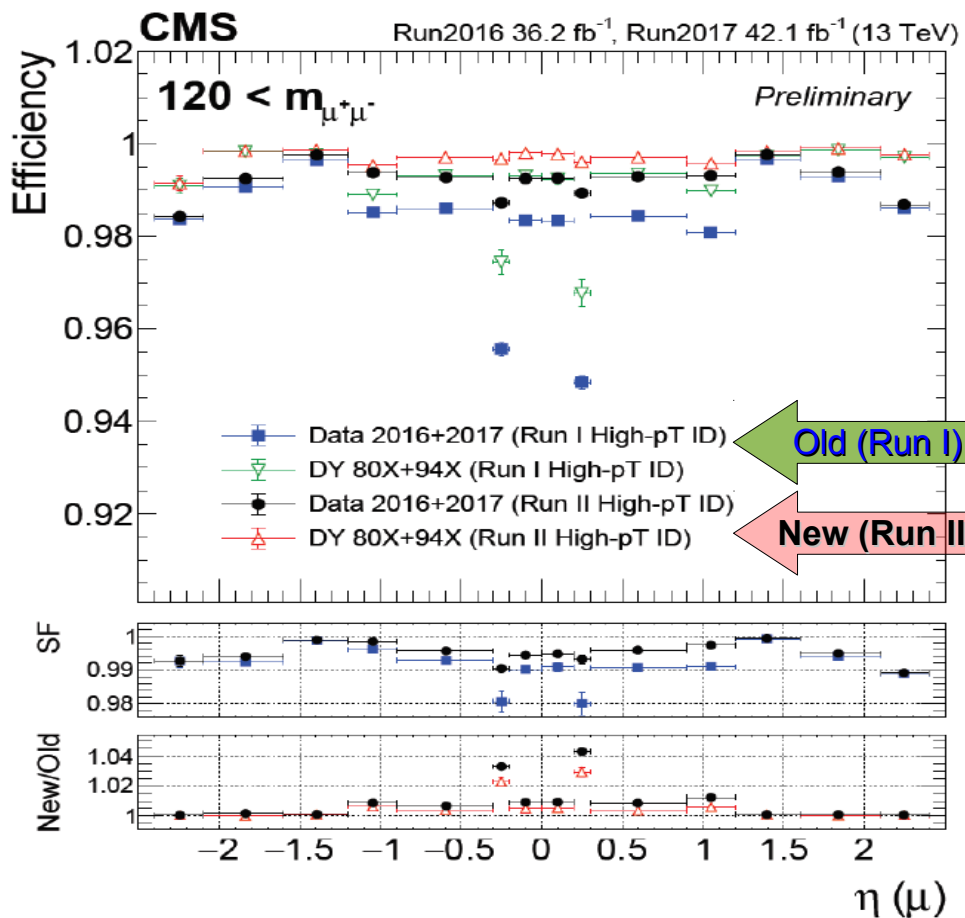 CMS
Run2016 36.2 fb⁻¹, Run2017 42.1 fb⁻¹ (13 TeV)
1.02
120 < mμ⁺μ⁻
Preliminary
Efficiency
1
0.98
0.96
0.94
Data 2016+2017 (Run I High-pT ID)
Old (Run I)
DY 80X+94X (Run I High-pT ID)
Data 2016+2017 (Run II High-pT ID)
0.92
DY 80X+94X (Run II High-pT ID)
New (Run II
SF
1
0.99
0.98
New/Old
1.04
1.02
1
−2 −1.5 −1 −0.5 0 0.5 1 1.5 2
η (μ)